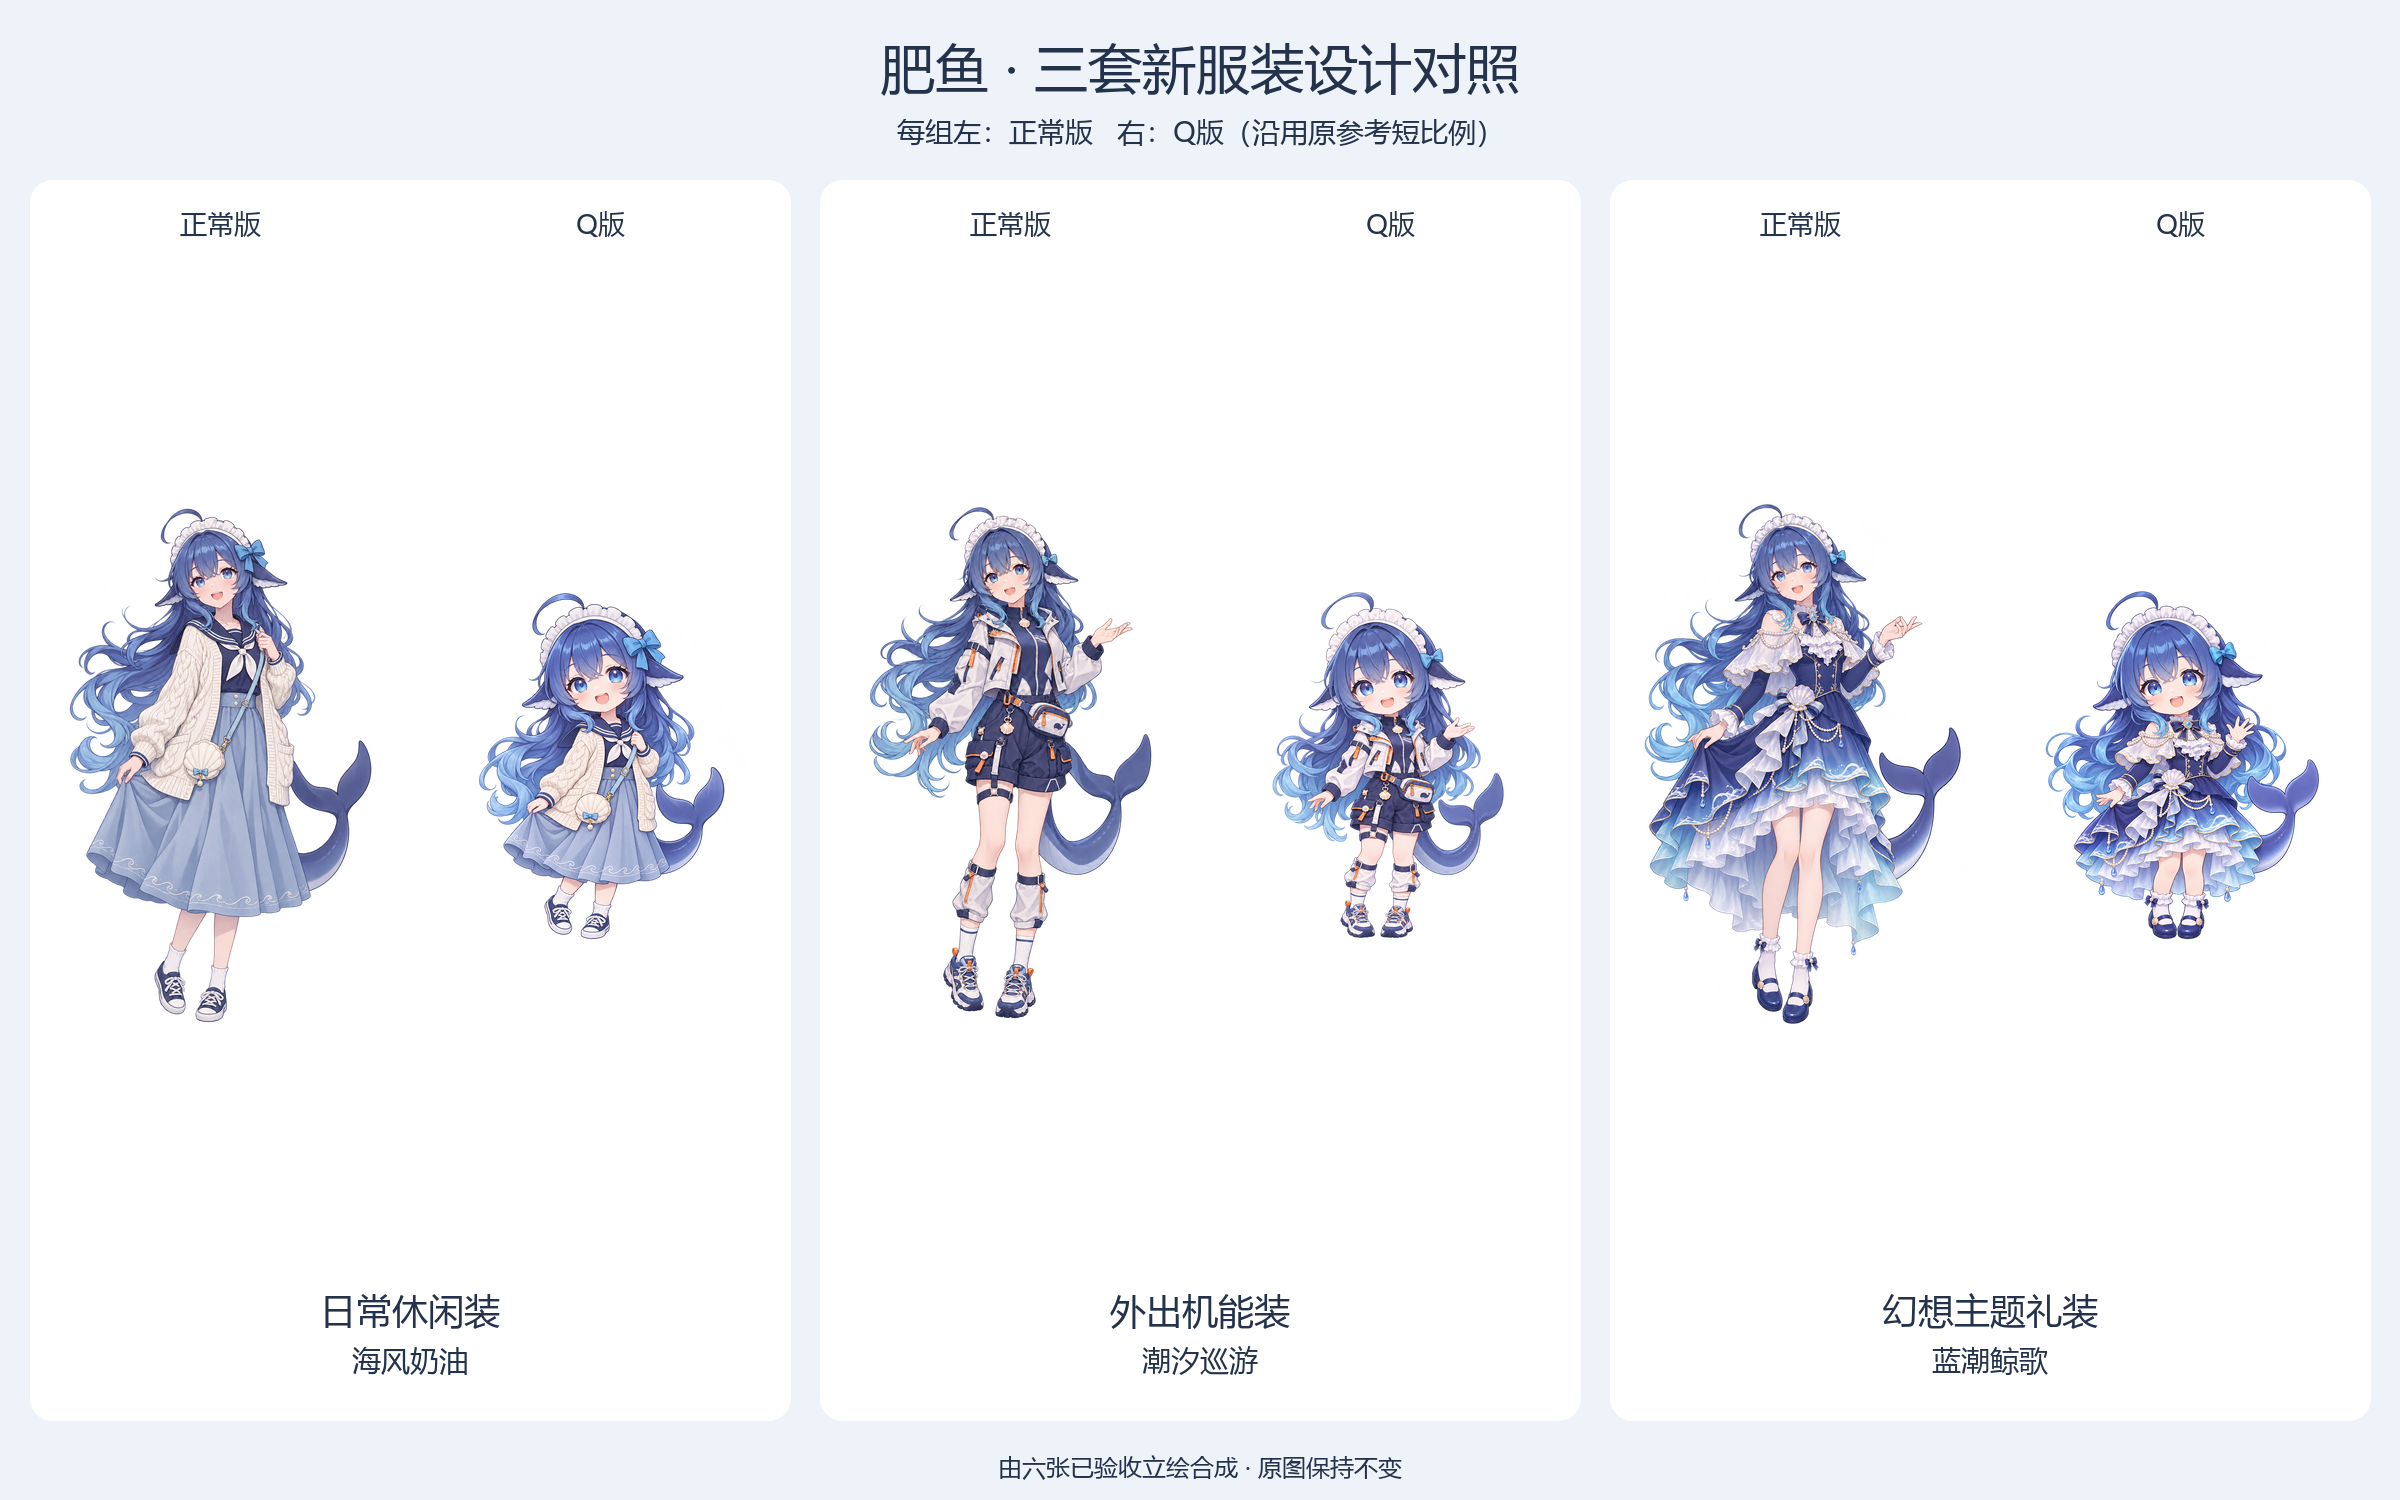 肥鱼 · 三套新服装设计对照
每组左：正常版 右：Q版（沿用原参考短比例）
正常版 Q版
日常休闲装
海风奶油
正常版 Q版
外出机能装
潮汐巡游
正常版 Q版
幻想主题礼装
蓝潮鲸歌
由六张已验收立绘合成 · 原图保持不变